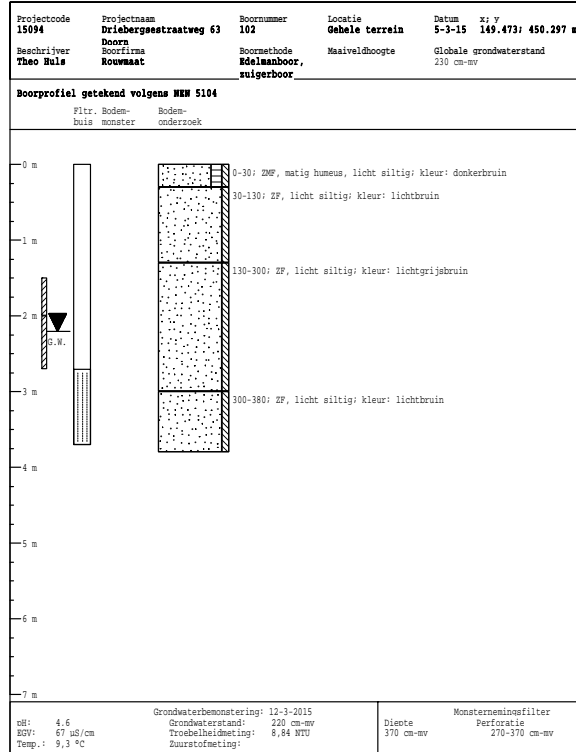 Projectcode Projectnaam Boornummer Locatie Datum x; y
15094 Driebergsestraatweg 63 102 Gehele terrein 5-3-15 149.473; 450.297 m
Doorn
Beschrijver Boorfirma Boormethode Maaiveldhoogte Globale grondwaterstand
Theo Huls Rouwmaat Edelmanboor, 230 cm-mv
zuigerboor
Boorprofiel getekend volgens NEN 5104
Fltr. Bodem- Bodem-
buis monster onderzoek
0 m
0-30; ZMF, matig humeus, licht siltig; kleur: donkerbruin
30-130; ZF, licht siltig; kleur: lichtbruin
1 m
130-300; ZF, licht siltig; kleur: lichtgrijsbruin
2 m
G.W.
3 m
300-380; ZF, licht siltig; kleur: lichtbruin
4 m
5 m
6 m
7 m
Grondwaterbemonstering: 12-3-2015 Monsternemingsfilter
pH: 4.6 Grondwaterstand: 220 cm-mv Diepte Perforatie
EGV: 67 µS/cm Troebelheidmeting: 8,84 NTU 370 cm-mv 270-370 cm-mv
Temp.: 9,3 °C Zuurstofmeting: